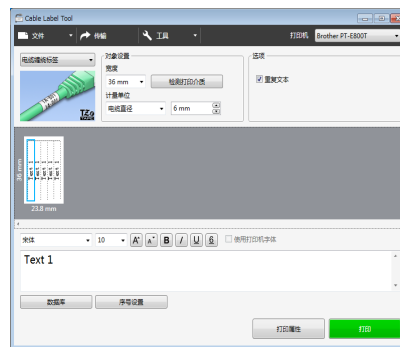 Cable Label Tool
文件 传输 工具 打印机 Brother PT-E800T
电缆缠绕标签
对象设置
宽度
36 mm 检测打印介质
计量单位
电缆直径 6 mm
选项
重复文本
TZe TAPE
36 mm
23.8 mm
宋体 10 A A B I U 6 使用打印机字体
Text 1
数据库 序号设置
打印属性 打印